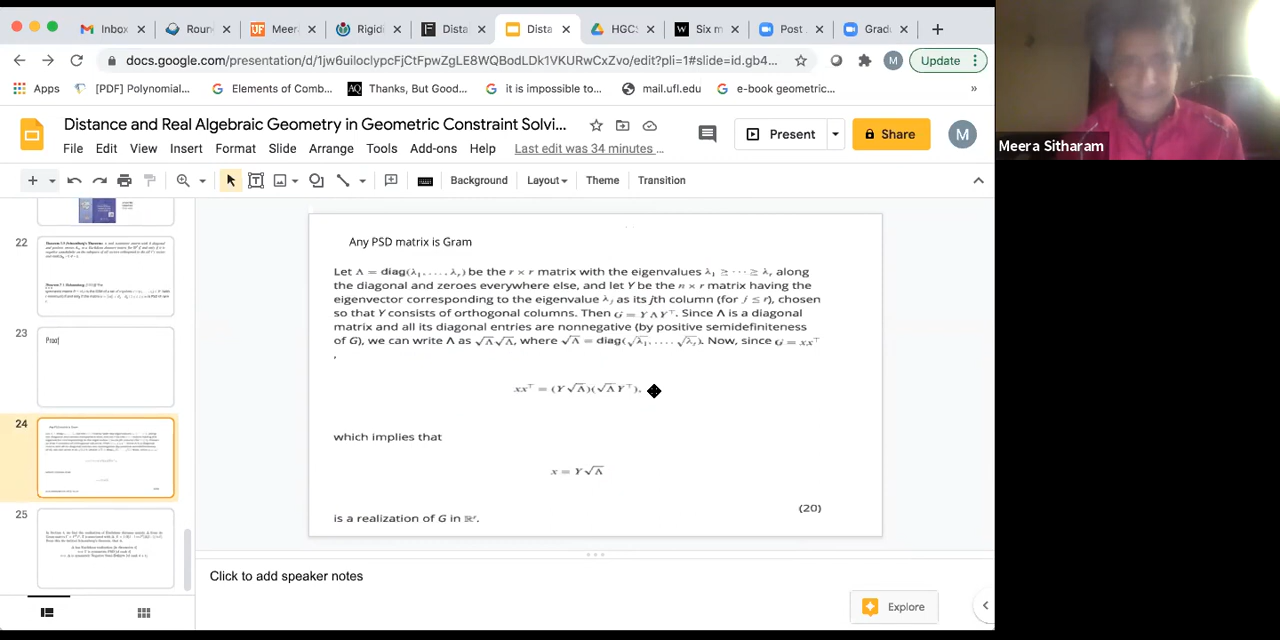 Inbox
Roun
Meera
Rigidi
Dista
Dista
HGCS
Six m
Post .
Gradu
docs.google.com/presentation/d/1jw6uiloclypcFjCtFpwZgLE8WQBodLDk1VKURwCxZvo/edit?pli=1#slide=id.gb4...
M
Update
Apps
[PDF] Polynomial...
Elements of Comb...
Thanks, But Good...
it is impossible to...
mail.ufl.edu
e-book geometric...
»
Distance and Real Algebraic Geometry in Geometric Constraint Solvi...
Present
Share
M
File Edit View Insert Format Slide Arrange Tools Add-ons Help Last edit was 34 minutes ...
Background Layout Theme Transition
Meera Sitharam
22
23
Proof
24
25
Any PSD matrix is Gram
Let Λ = diag(λ₁, . . . , λᵣ) be the r × r matrix with the eigenvalues λ₁ ≥ ··· ≥ λᵣ along
the diagonal and zeroes everywhere else, and let Y be the n × r matrix having the
eigenvector corresponding to the eigenvalue λⱼ as its jth column (for j ≤ r), chosen
so that Y consists of orthogonal columns. Then G = YΛY⊤. Since Λ is a diagonal
matrix and all its diagonal entries are nonnegative (by positive semidefiniteness
of G), we can write Λ as √Λ√Λ, where √Λ = diag(√λ₁, . . . , √λᵣ). Now, since G = xx⊤
,
xx⊤ = (Y√Λ)(√ΛY⊤),
which implies that
x = Y√Λ
(20)
is a realization of G in ℝʳ.
Click to add speaker notes
Explore